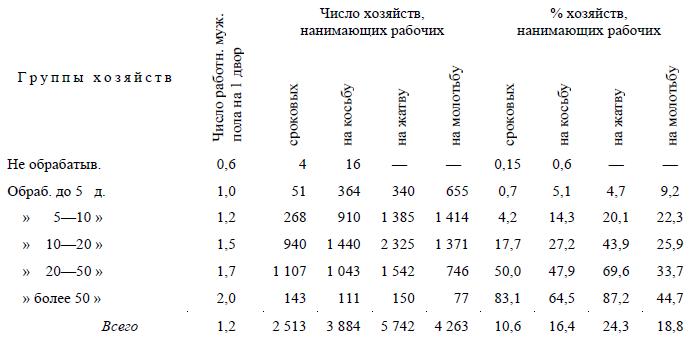 Группы хозяйств
Число работн. муж. пола на 1 двор
Число хозяйств, нанимающих рабочих
% хозяйств, нанимающих рабочих
сроковых на косьбу на жатву на молотьбу сроковых на косьбу на жатву на молотьбу
Не обрабатыв. 0,6 4 16 — — 0,15 0,6 — —
Обраб. до 5 д. 1,0 51 364 340 655 0,7 5,1 4,7 9,2
» 5—10 » 1,2 268 910 1 385 1 414 4,2 14,3 20,1 22,3
» 10—20 » 1,5 940 1 440 2 325 1 371 17,7 27,2 43,9 25,9
» 20—50 » 1,7 1 107 1 043 1 542 746 50,0 47,9 69,6 33,7
» более 50 » 2,0 143 111 150 77 83,1 64,5 87,2 44,7
Всего 1,2 2 513 3 884 5 742 4 263 10,6 16,4 24,3 18,8